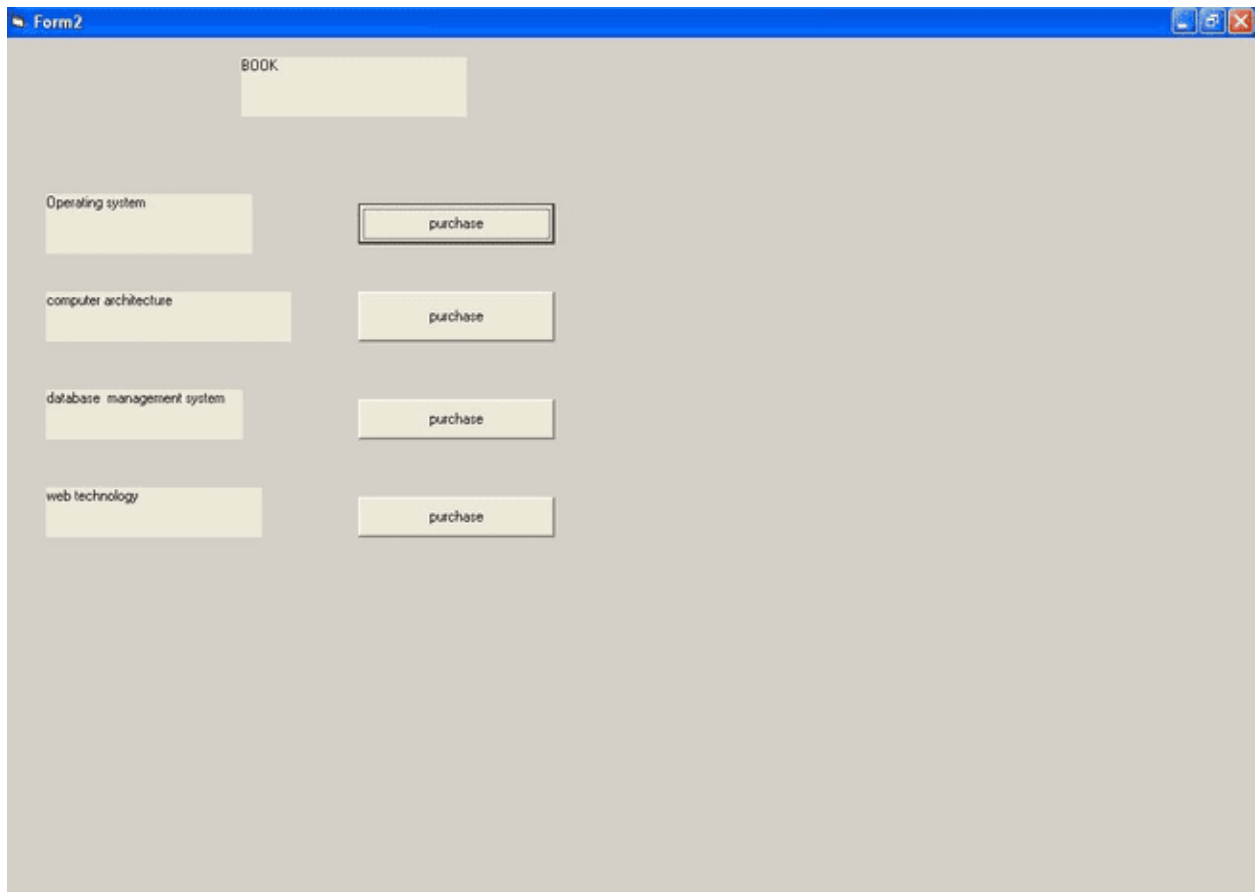 Form2
BOOK
Operating system
purchase
computer architecture
purchase
database  management system
purchase
web technology
purchase